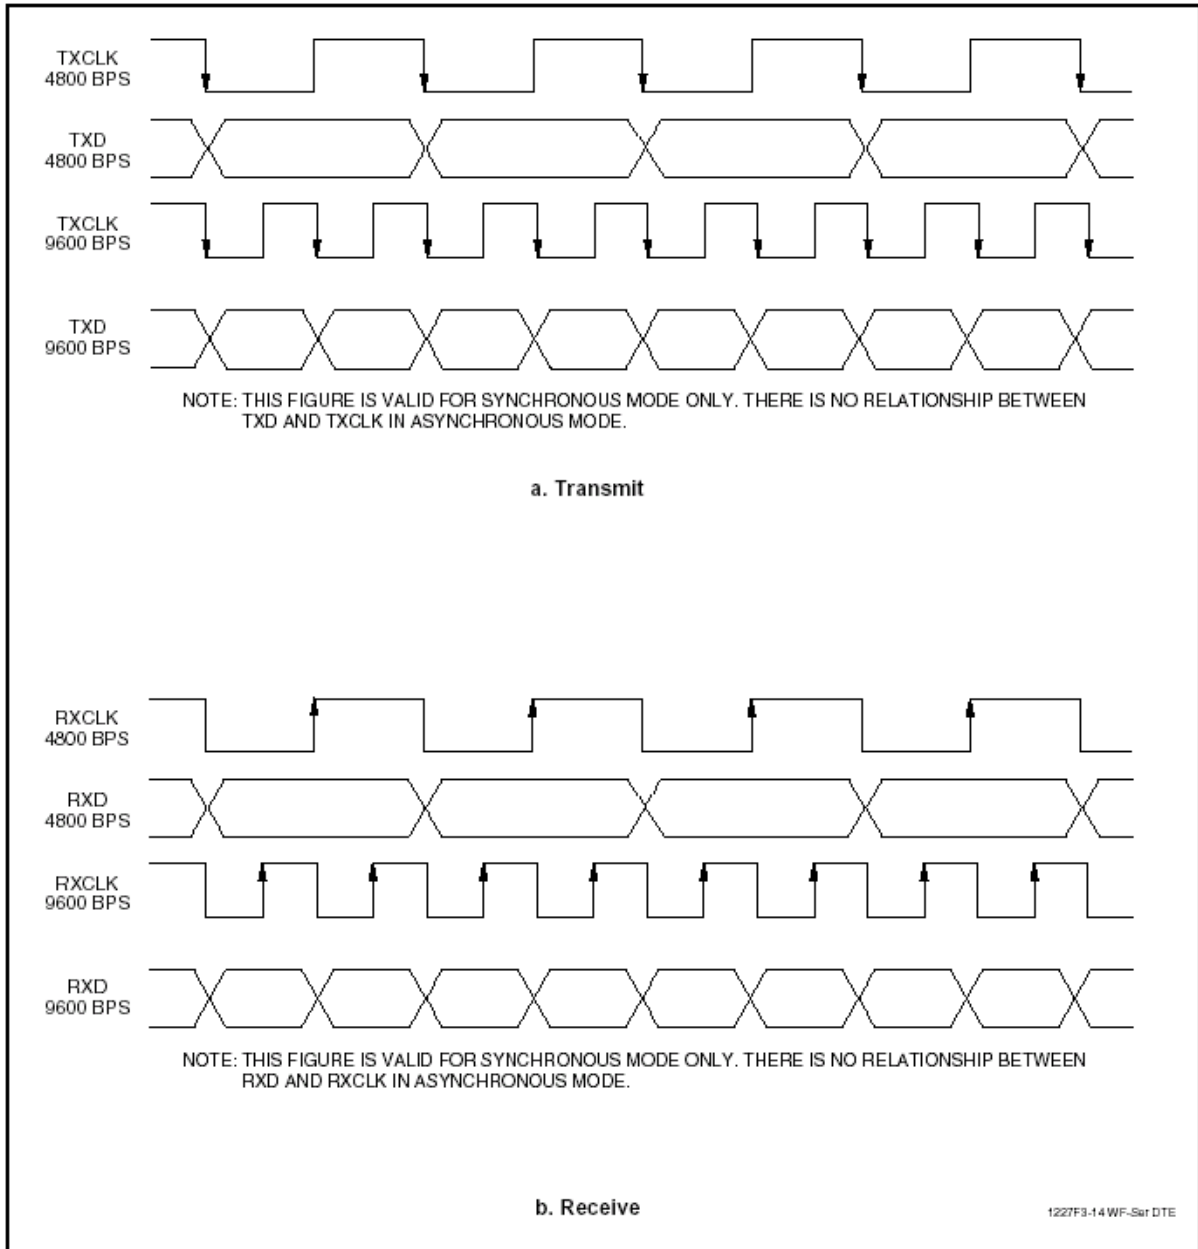 TXCLK
4800 BPS
TXD
4800 BPS
TXCLK
9600 BPS
TXD
9600 BPS
NOTE: THIS FIGURE IS VALID FOR SYNCHRONOUS MODE ONLY. THERE IS NO RELATIONSHIP BETWEEN
TXD AND TXCLK IN ASYNCHRONOUS MODE.
a. Transmit
RXCLK
4800 BPS
RXD
4800 BPS
RXCLK
9600 BPS
RXD
9600 BPS
NOTE: THIS FIGURE IS VALID FOR SYNCHRONOUS MODE ONLY. THERE IS NO RELATIONSHIP BETWEEN
RXD AND RXCLK IN ASYNCHRONOUS MODE.
b. Receive
1227F3-14 WF-Ser DTE